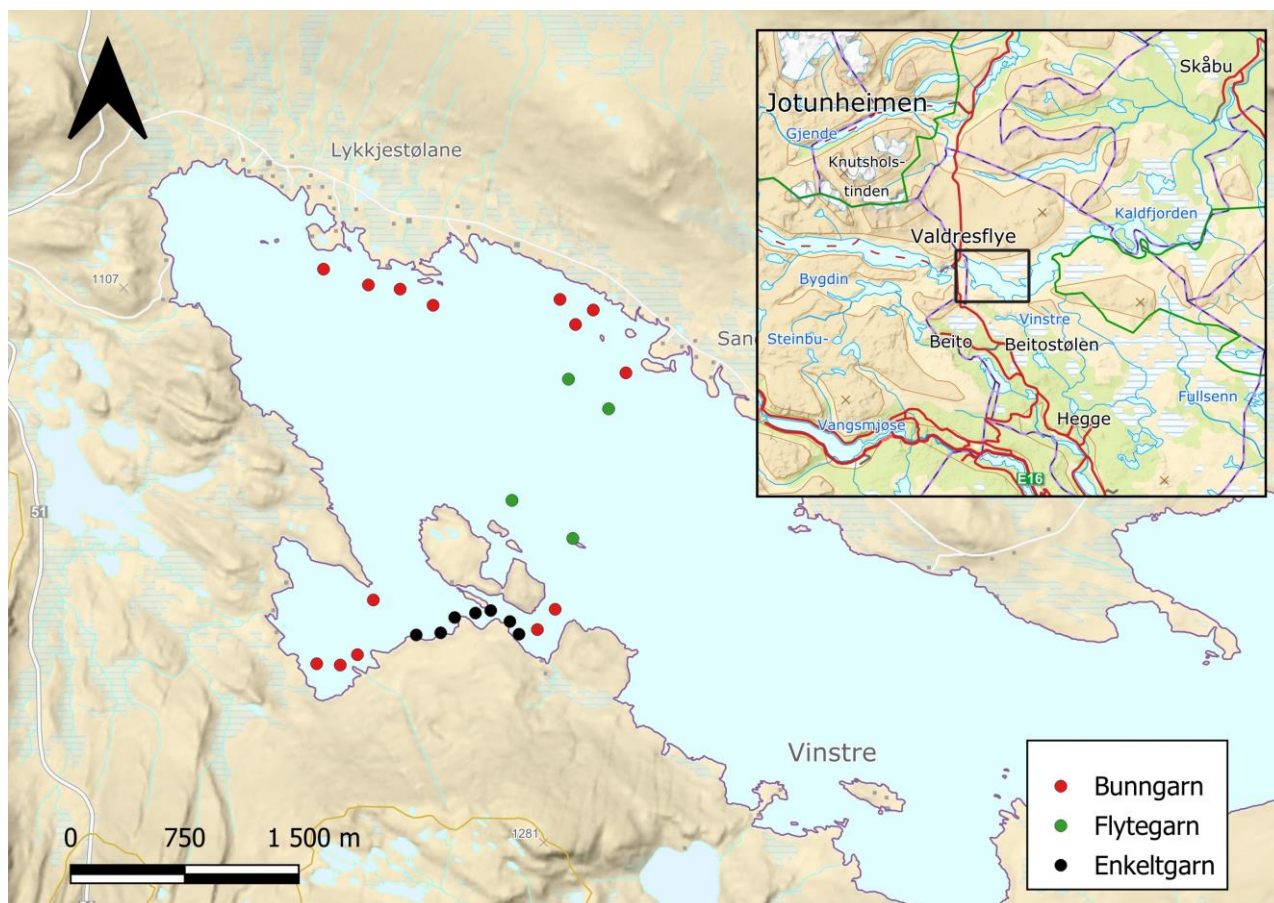 Lykkjestølane
1107
51
1281
0 750 1 500 m
Vinstre
Skåbu
Jotunheimen
Gjende
Knutshols-
tinden
Kaldfjorden
Valdresflye
Bygdin
Vinstre
Steinbu-
Beito
Beitostølen
Fullsenn
Hegge
Vangsmjøse
E16
Bunngarn
Flytegarn
Enkeltgarn